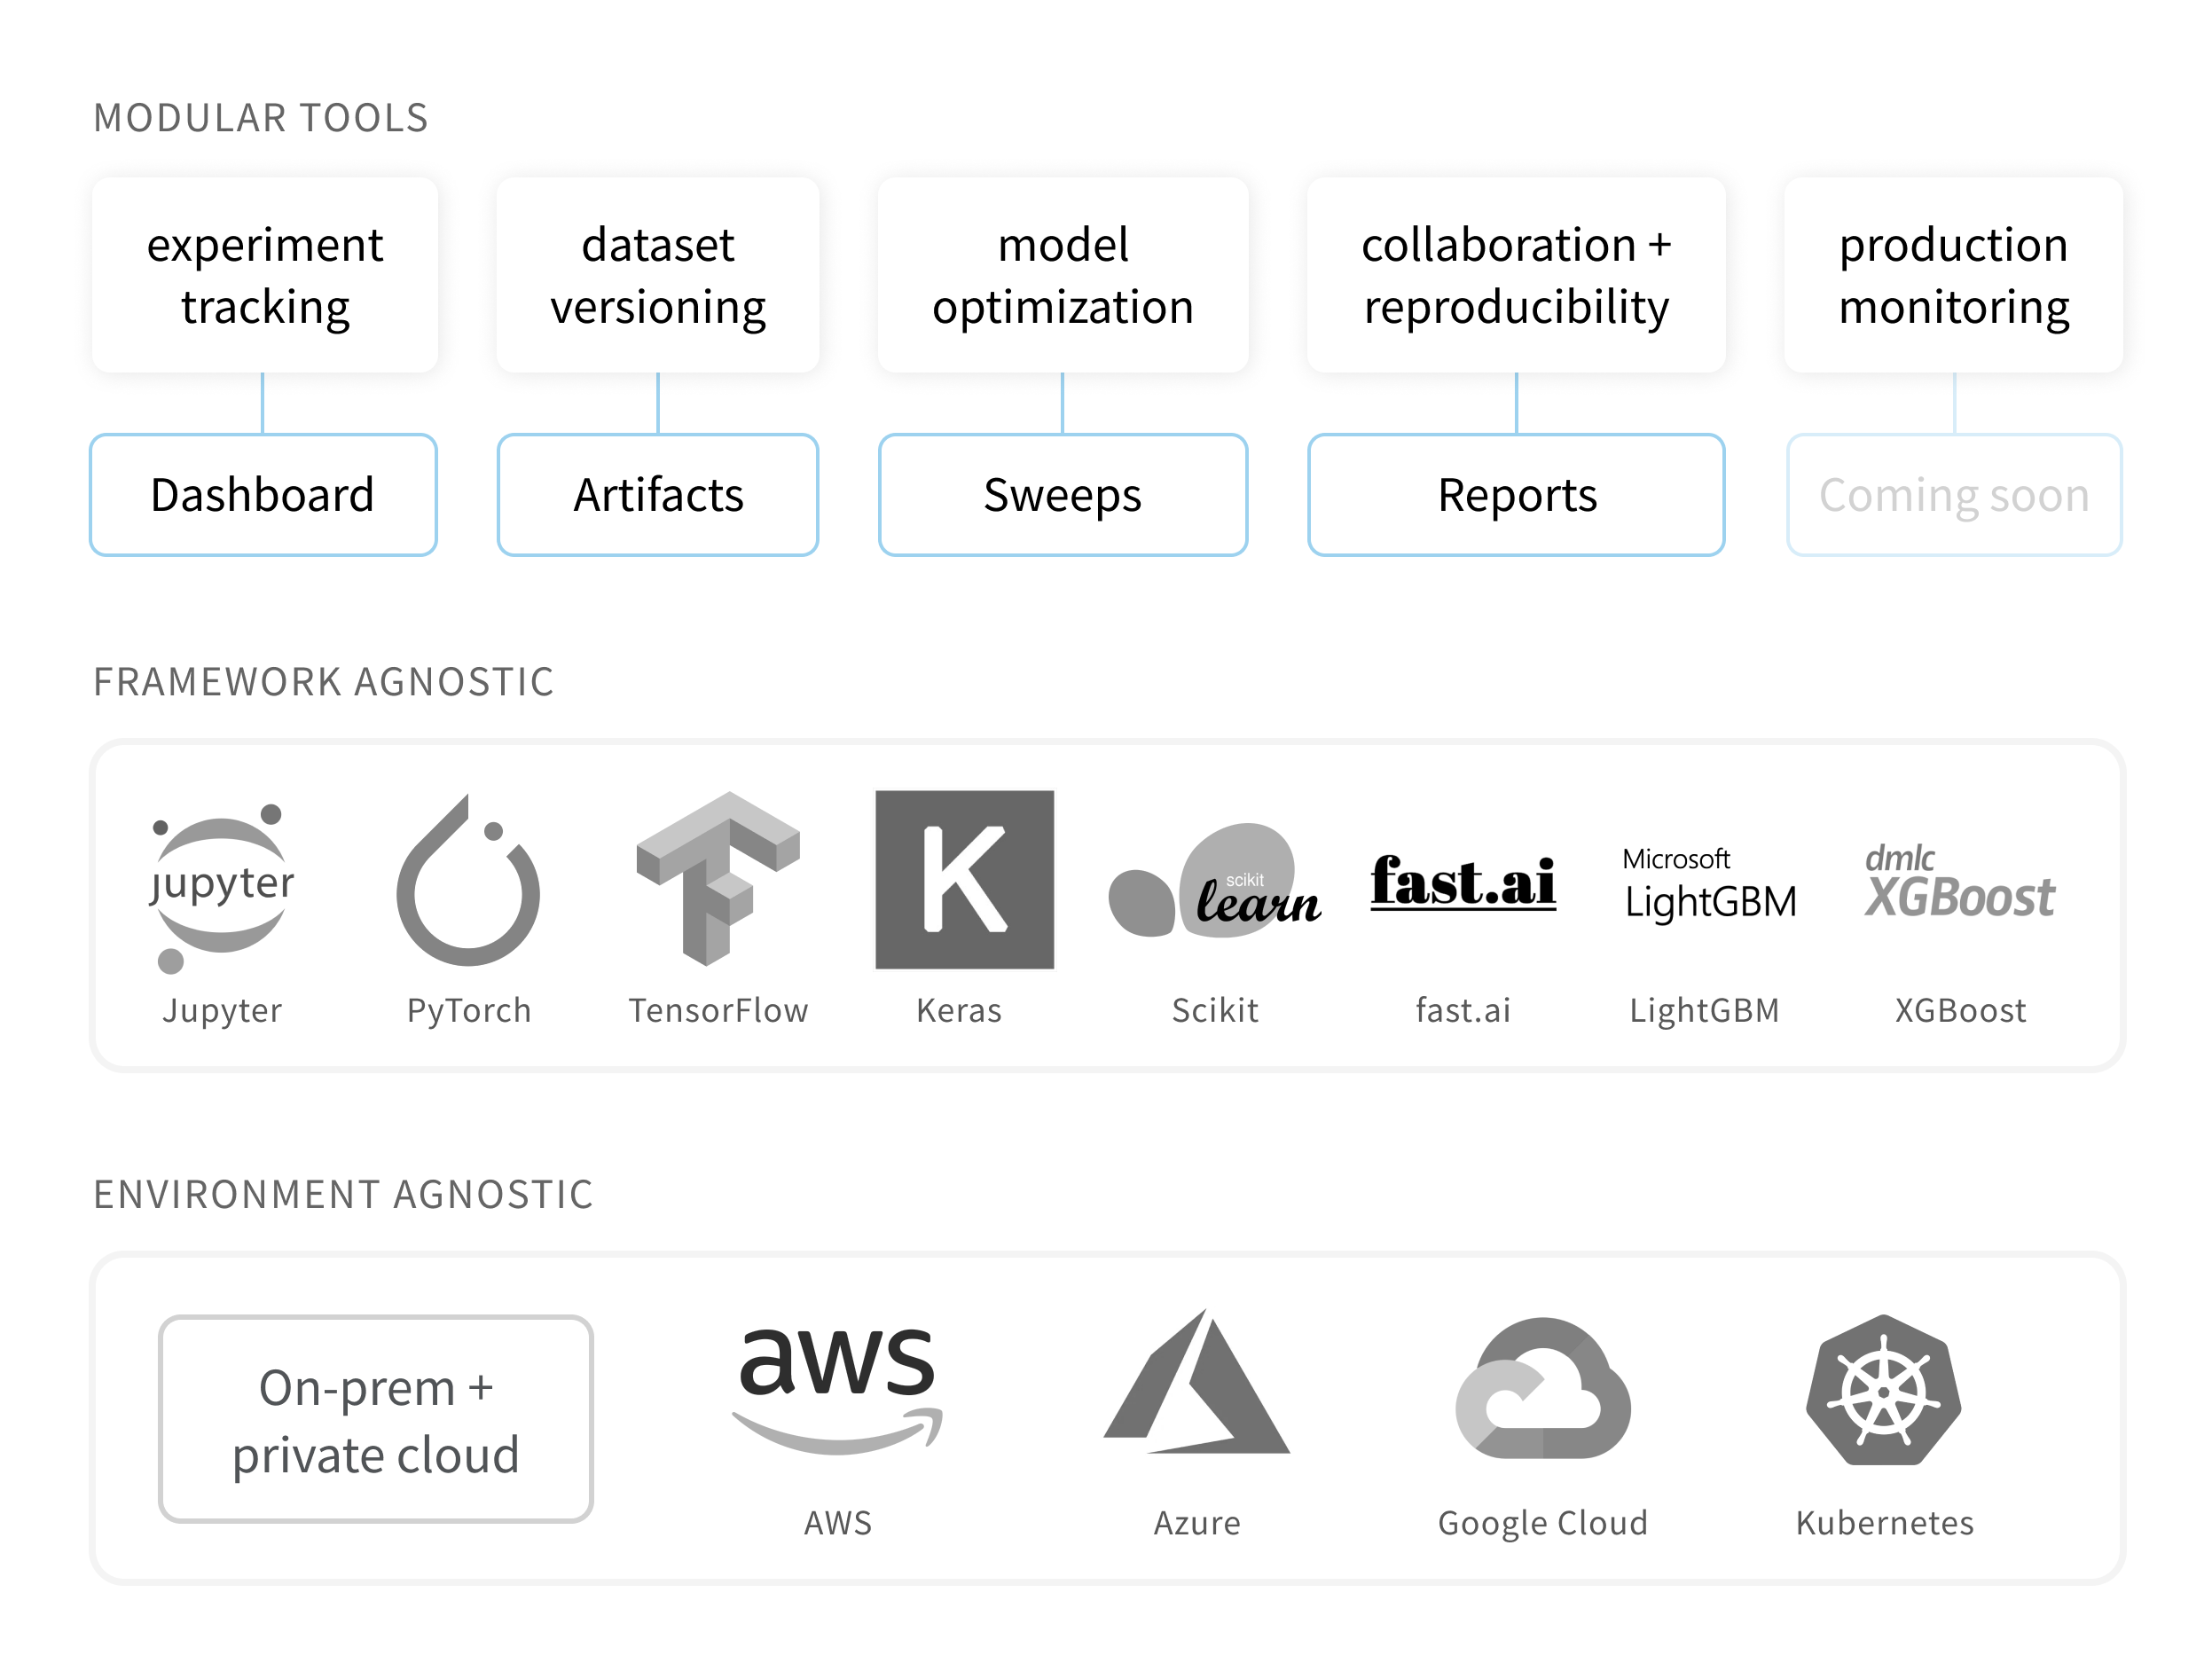 MODULAR TOOLS
experiment
tracking
dataset
versioning
model
optimization
collaboration +
reproducibility
production
monitoring
Dashboard
Artifacts
Sweeps
Reports
Coming soon
FRAMEWORK AGNOSTIC
jupyter
Jupyter
PyTorch
TensorFlow
K
Keras
scikit
learn
Scikit
fast.ai
fast.ai
Microsoft
LightGBM
LightGBM
dmlc
XGBoost
XGBoost
ENVIRONMENT AGNOSTIC
On-prem +
private cloud
aws
AWS
Azure
Google Cloud
Kubernetes